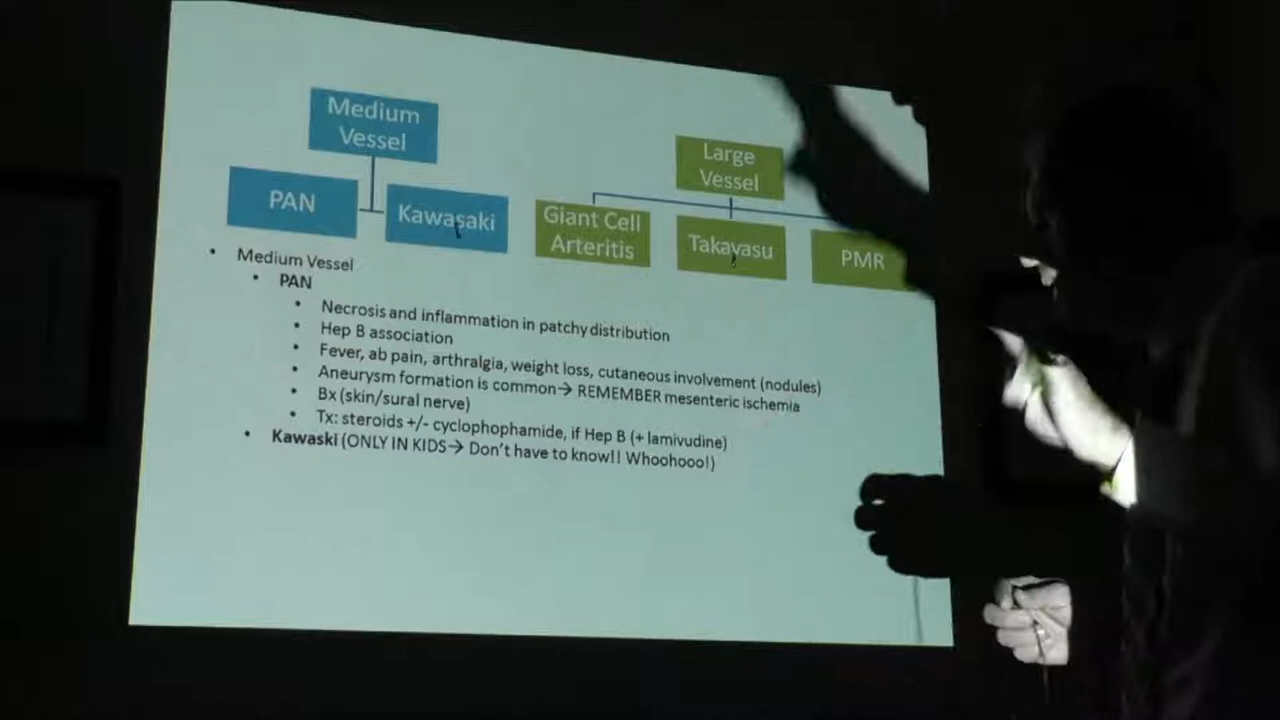 Medium
Vessel
PAN
Kawasaki
Large
Vessel
Giant Cell
Arteritis
Takayasu
PMR
• Medium Vessel
• PAN
• Necrosis and inflammation in patchy distribution
• Hep B association
• Fever, ab pain, arthralgia, weight loss, cutaneous involvement (nodules)
• Aneurysm formation is common→ REMEMBER mesenteric ischemia
• Bx (skin/sural nerve)
• Tx: steroids +/- cyclophophamide, if Hep B (+ lamivudine)
• Kawaski (ONLY IN KIDS→ Don't have to know!! Whoohooo!)